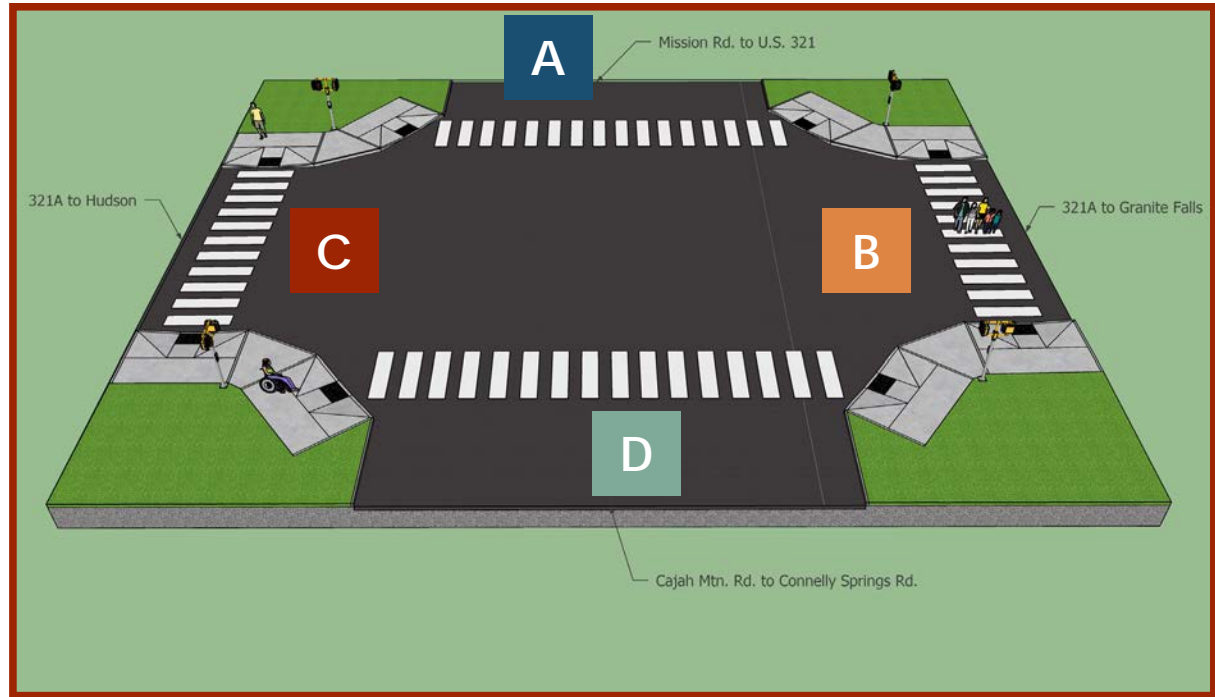 A
Mission Rd. to U.S. 321
321A to Hudson
321A to Granite Falls
C
B
D
Cajah Mtn. Rd. to Connelly Springs Rd.